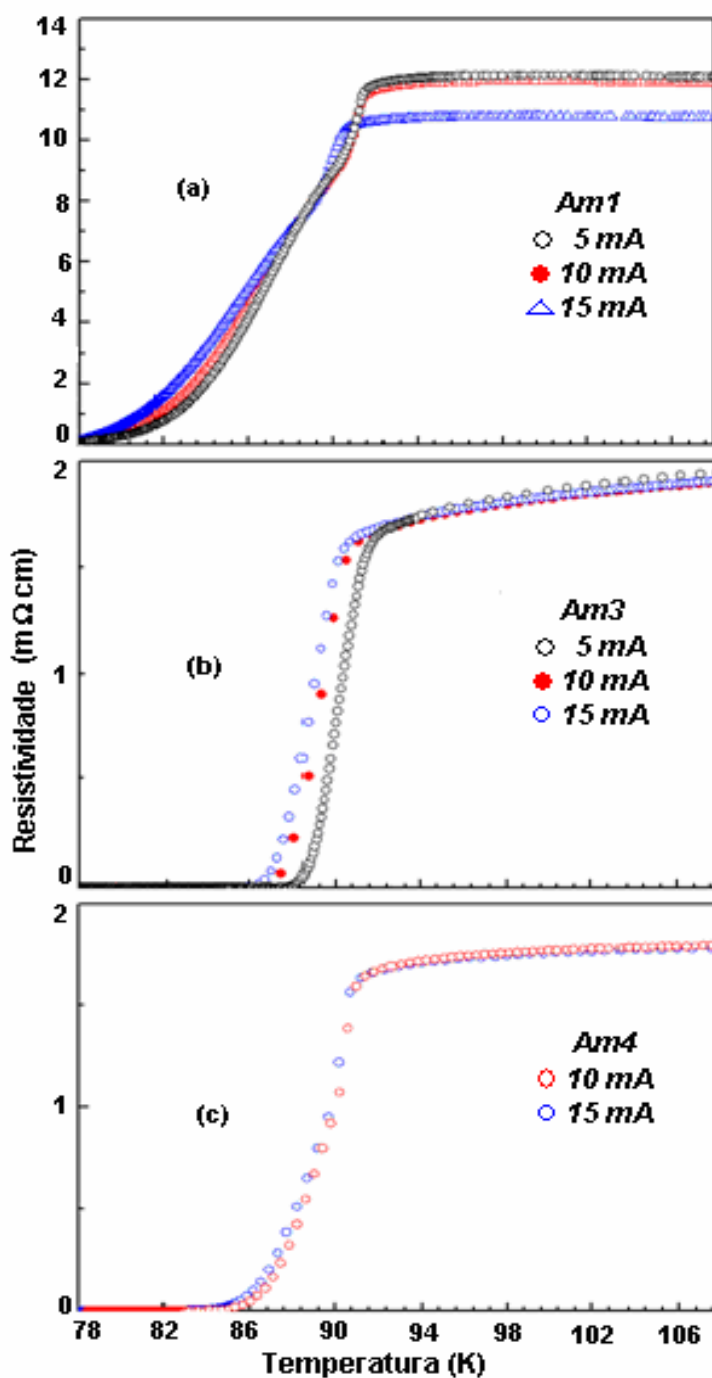 14
12
10
8
6
4
2
0
(a)
Am1
5 mA
10 mA
15 mA
2
1
0
(b)
Am3
5 mA
10 mA
15 mA
Resistividade (mΩcm)
2
1
0
(c)
Am4
10 mA
15 mA
78 82 86 90 94 98 102 106
Temperatura (K)